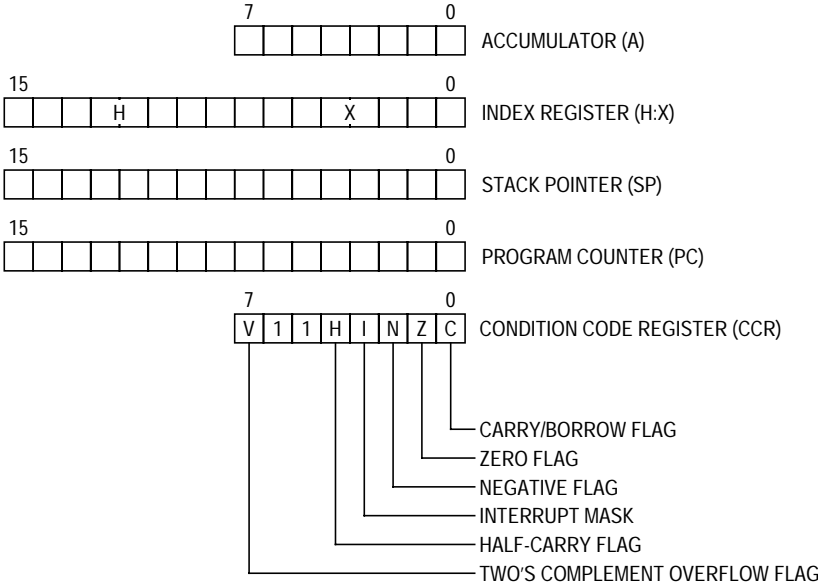 7 0
ACCUMULATOR (A)
15 0
H X INDEX REGISTER (H:X)
15 0
STACK POINTER (SP)
15 0
PROGRAM COUNTER (PC)
7 0
V 1 1 H I N Z C CONDITION CODE REGISTER (CCR)
CARRY/BORROW FLAG
ZERO FLAG
NEGATIVE FLAG
INTERRUPT MASK
HALF-CARRY FLAG
TWO'S COMPLEMENT OVERFLOW FLAG